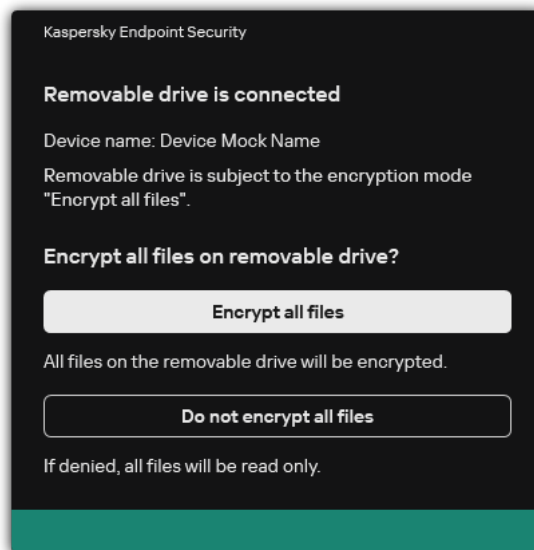 Kaspersky Endpoint Security
Removable drive is connected
Device name: Device Mock Name
Removable drive is subject to the encryption mode
"Encrypt all files".
Encrypt all files on removable drive?
Encrypt all files
All files on the removable drive will be encrypted.
Do not encrypt all files
If denied, all files will be read only.